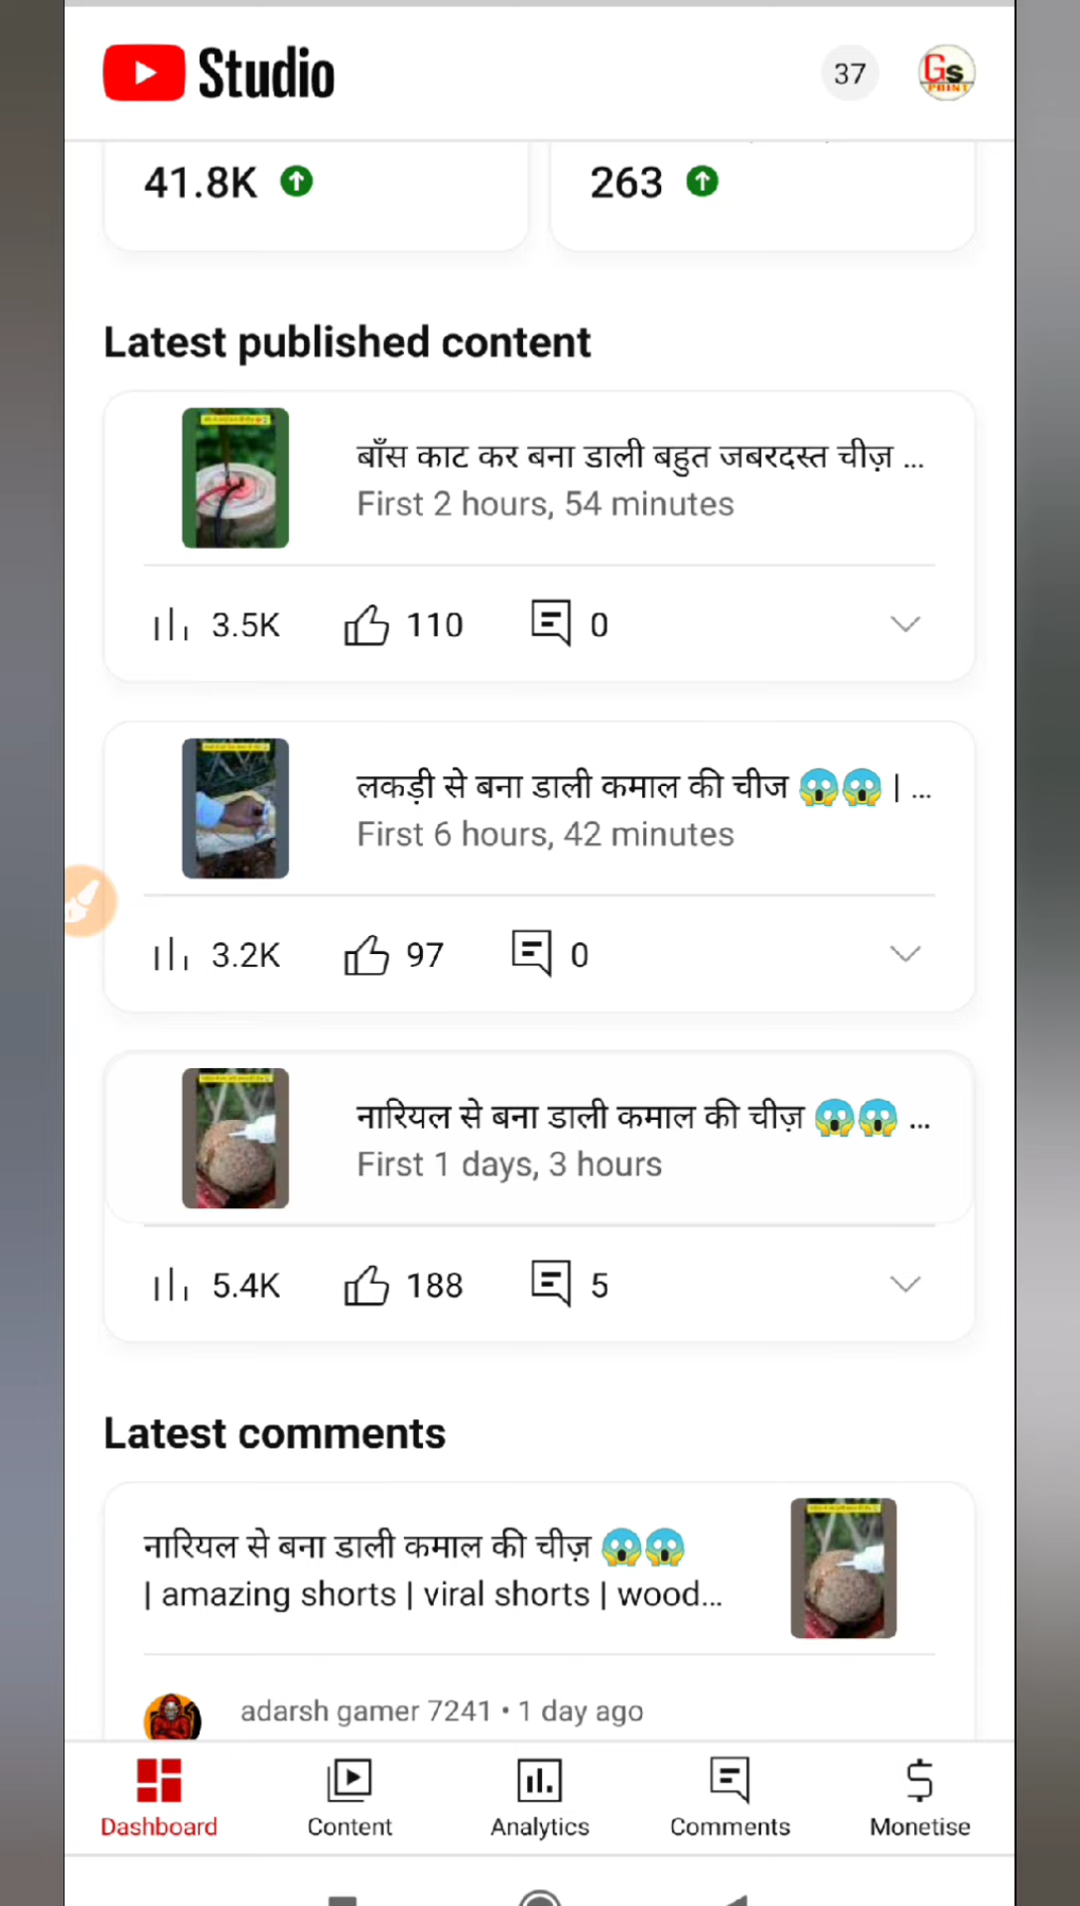 Studio
37
Gs
POINT
41.8K
263
Latest published content
बाँस काट कर बना डाली बहुत जबरदस्त चीज़ ...
First 2 hours, 54 minutes
3.5K
110
0
लकड़ी से बना डाली कमाल की चीज 😱😱 | ...
First 6 hours, 42 minutes
3.2K
97
0
नारियल से बना डाली कमाल की चीज़ 😱😱 ...
First 1 days, 3 hours
5.4K
188
5
Latest comments
नारियल से बना डाली कमाल की चीज़ 😱😱
| amazing shorts | viral shorts | wood...
adarsh gamer 7241 • 1 day ago
Dashboard
Content
Analytics
Comments
Monetise